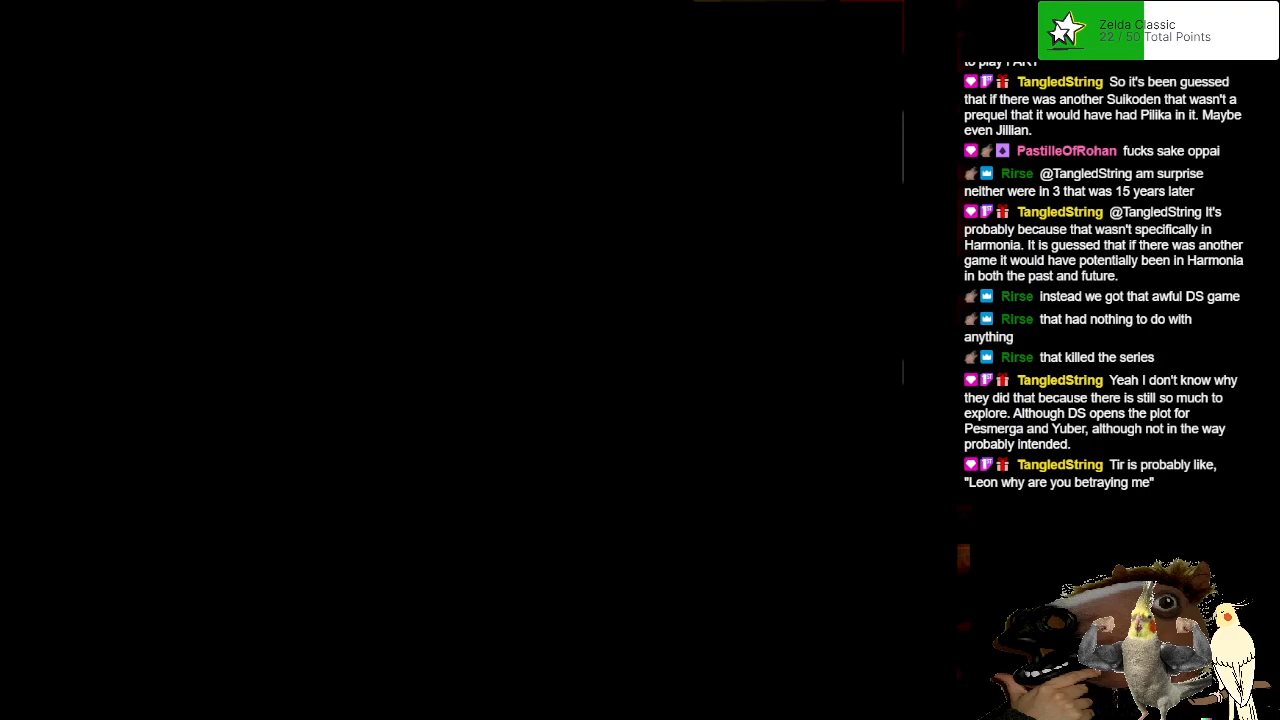 Zelda Classic
22 / 50 Total Points
to play FART
TangledString So it's been guessed
that if there was another Suikoden that wasn't a
prequel that it would have had Pilika in it. Maybe
even Jillian.
PastilleOfRohan fucks sake oppai
Rirse @TangledString am surprise
neither were in 3 that was 15 years later
TangledString @TangledString It's
probably because that wasn't specifically in
Harmonia. It is guessed that if there was another
game it would have potentially been in Harmonia
in both the past and future.
Rirse Instead we got that awful DS game
Rirse that had nothing to do with
anything
Rirse that killed the series
TangledString Yeah I don't know why
they did that because there is still so much to
explore. Although DS opens the plot for
Pesmerga and Yuber, although not in the way
probably intended.
TangledString Tir is probably like,
"Leon why are you betraying me"